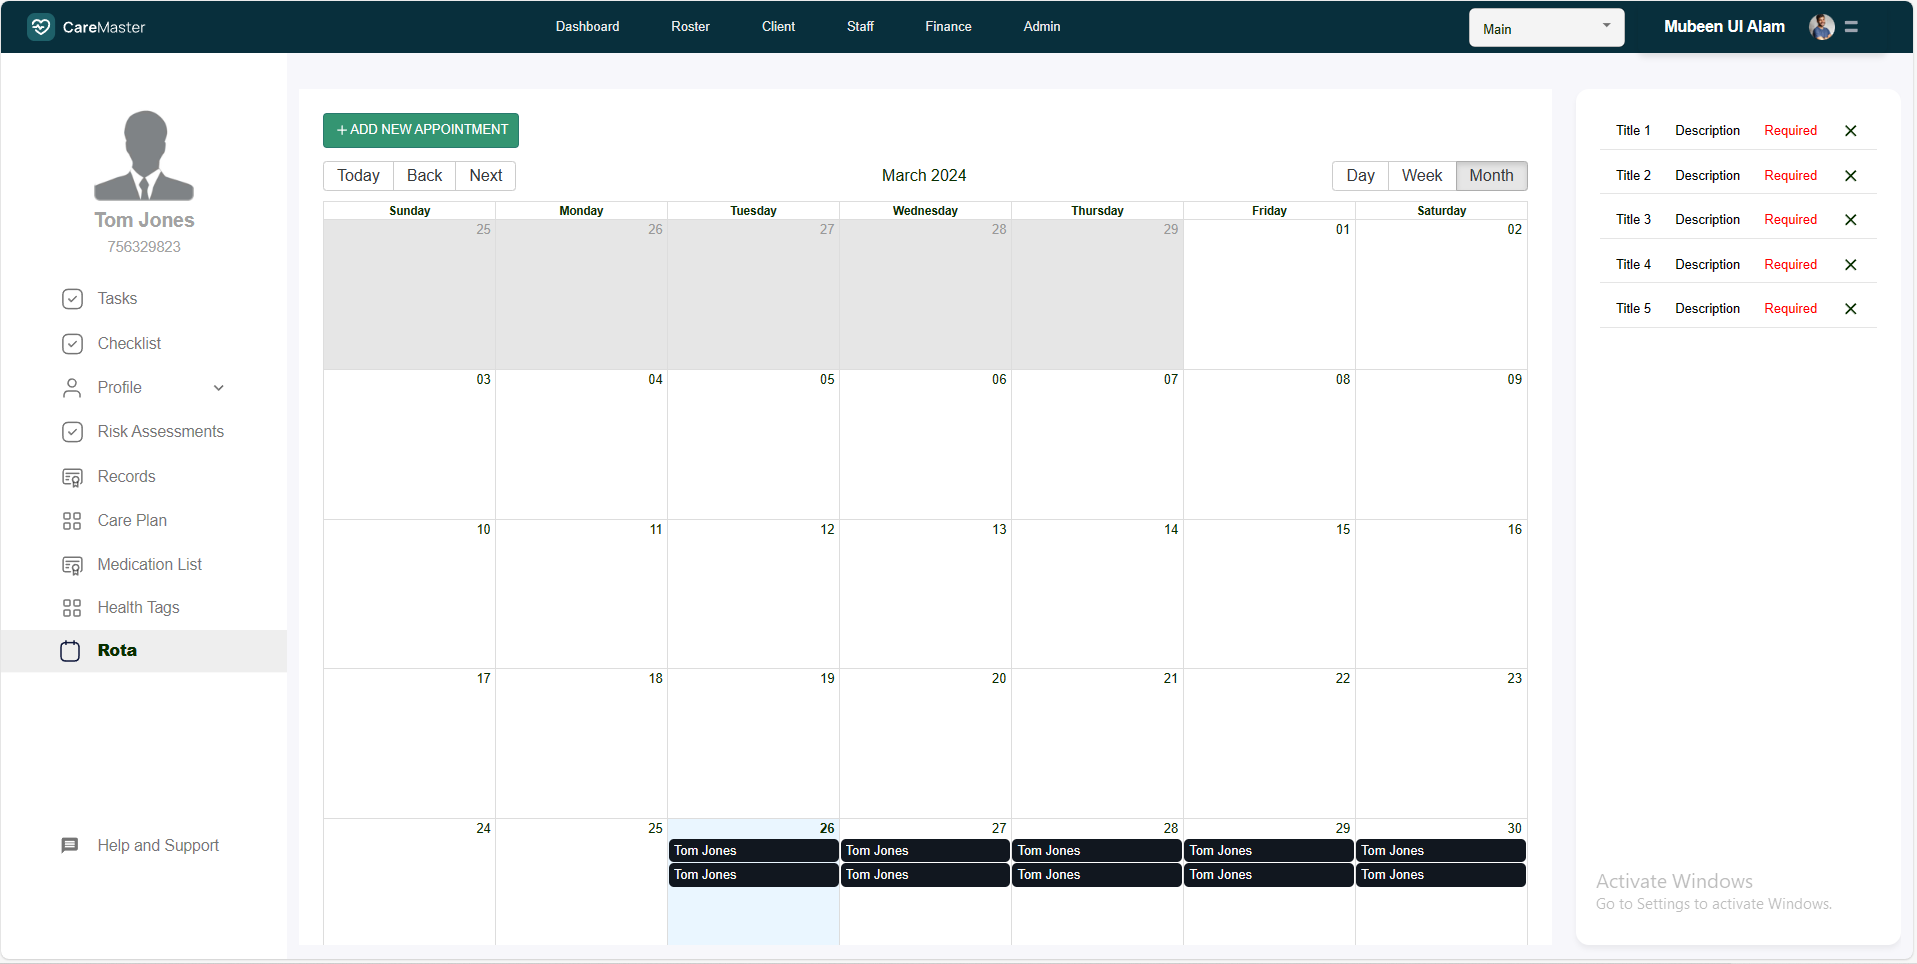 CareMaster
Dashboard Roster Client Staff Finance Admin
Main
Mubeen Ul Alam
Tom Jones
756329823
Tasks
Checklist
Profile
Risk Assessments
Records
Care Plan
Medication List
Health Tags
Rota
Help and Support
+ ADD NEW APPOINTMENT
Today Back Next
March 2024
Day Week Month
Sunday Monday Tuesday Wednesday Thursday Friday Saturday
25 26 27 28 29 01 02
03 04 05 06 07 08 09
10 11 12 13 14 15 16
17 18 19 20 21 22 23
24 25 26 27 28 29 30
Tom Jones Tom Jones Tom Jones Tom Jones Tom Jones
Tom Jones Tom Jones Tom Jones Tom Jones Tom Jones
Title 1 Description Required
Title 2 Description Required
Title 3 Description Required
Title 4 Description Required
Title 5 Description Required
Activate Windows
Go to Settings to activate Windows.